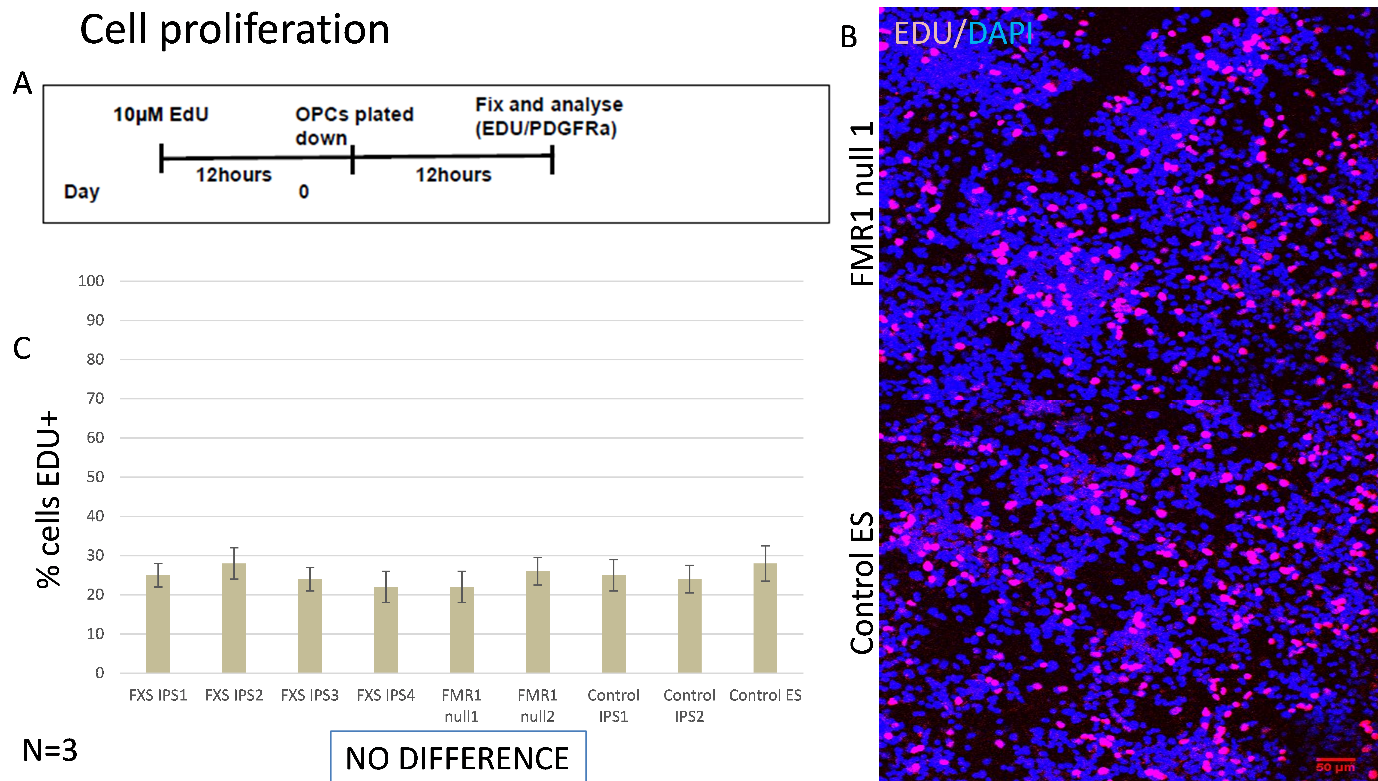 Cell proliferation
A
10µM EdU
OPCs plated
down
Fix and analyse
(EDU/PDGFRa)
12hours
12hours
Day
0
B
EDU/DAPI
FMR1 null 1
Control ES
50 µm
C
% cells EDU+
100
90
80
70
60
50
40
30
20
10
0
FXS IPS1
FXS IPS2
FXS IPS3
FXS IPS4
FMR1
null1
FMR1
null2
Control
IPS1
Control
IPS2
Control ES
N=3
NO DIFFERENCE